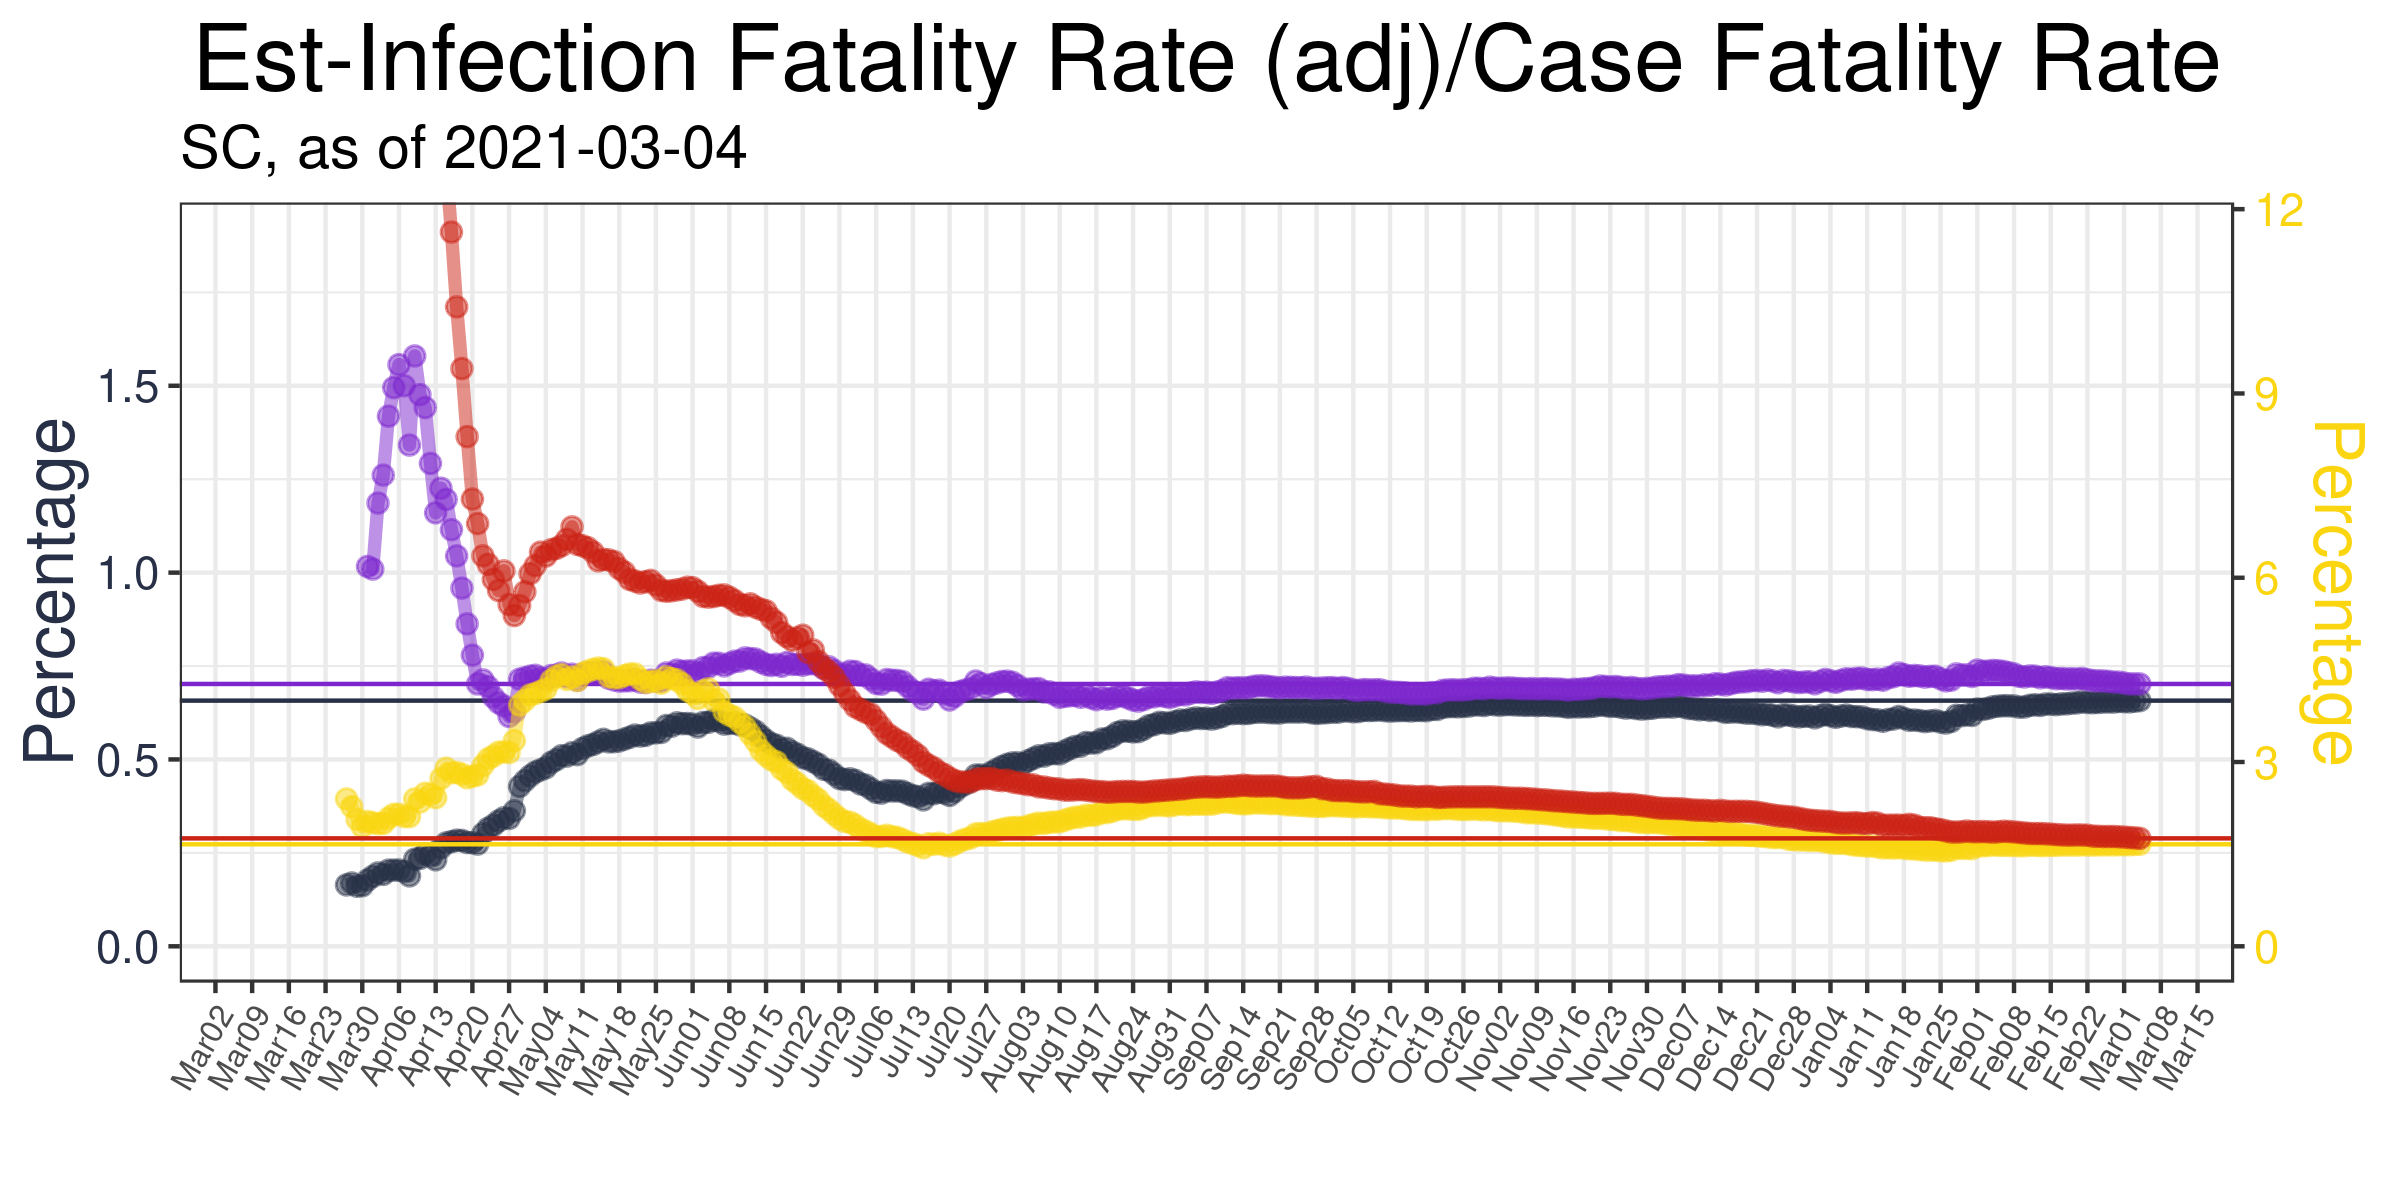 Est-Infection Fatality Rate (adj)/Case Fatality Rate
SC, as of 2021-03-04
Percentage
1.5
1.0
0.5
0.0
12
9
6
3
0
Percentage
Mar02
Mar09
Mar16
Mar23
Mar30
Apr06
Apr13
Apr20
Apr27
May04
May11
May18
May25
Jun01
Jun08
Jun15
Jun22
Jun29
Jul06
Jul13
Jul20
Jul27
Aug03
Aug10
Aug17
Aug24
Aug31
Sep07
Sep14
Sep21
Sep28
Oct05
Oct12
Oct19
Oct26
Nov02
Nov09
Nov16
Nov23
Nov30
Dec07
Dec14
Dec21
Dec28
Jan04
Jan11
Jan18
Jan25
Feb01
Feb08
Feb15
Feb22
Mar01
Mar08
Mar15